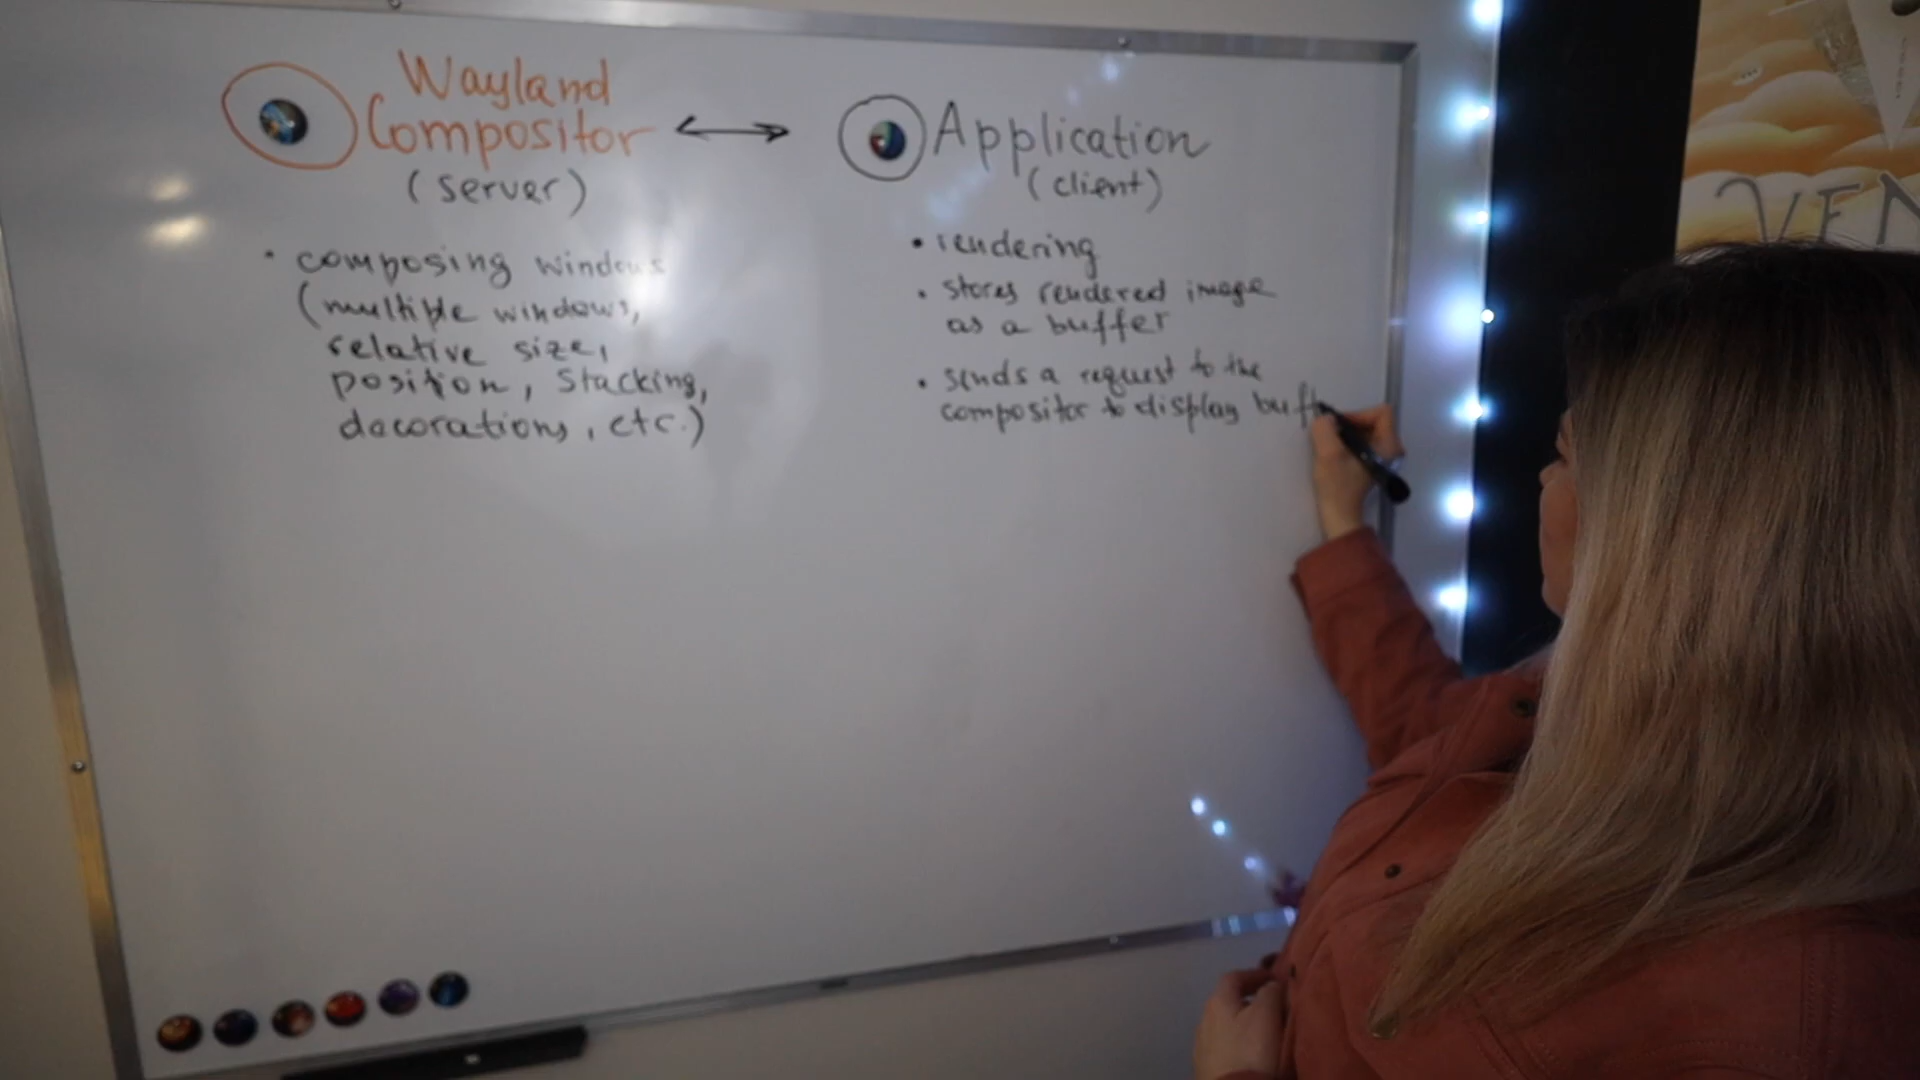 Wayland
Compositor
(server)
• composing windows
(multiple windows,
relative size,
position, stacking,
decorations, etc.)
Application
(client)
• rendering
• stores rendered image
as a buffer
• sends a request to the
compositor to display
VEN